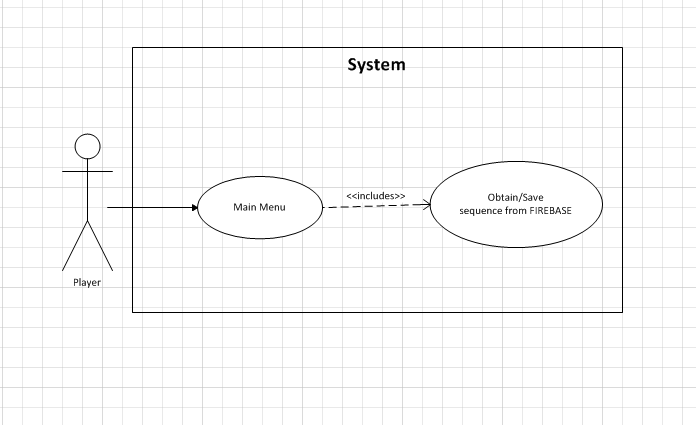 System
<<includes>>
Main Menu
Obtain/Save
sequence from FIREBASE
Player